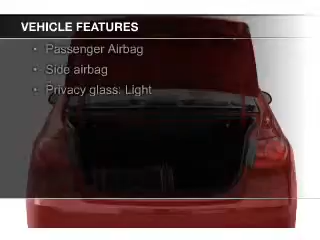 VEHICLE FEATURES
• Passenger Airbag
• Side airbag
• Privacy glass: Light